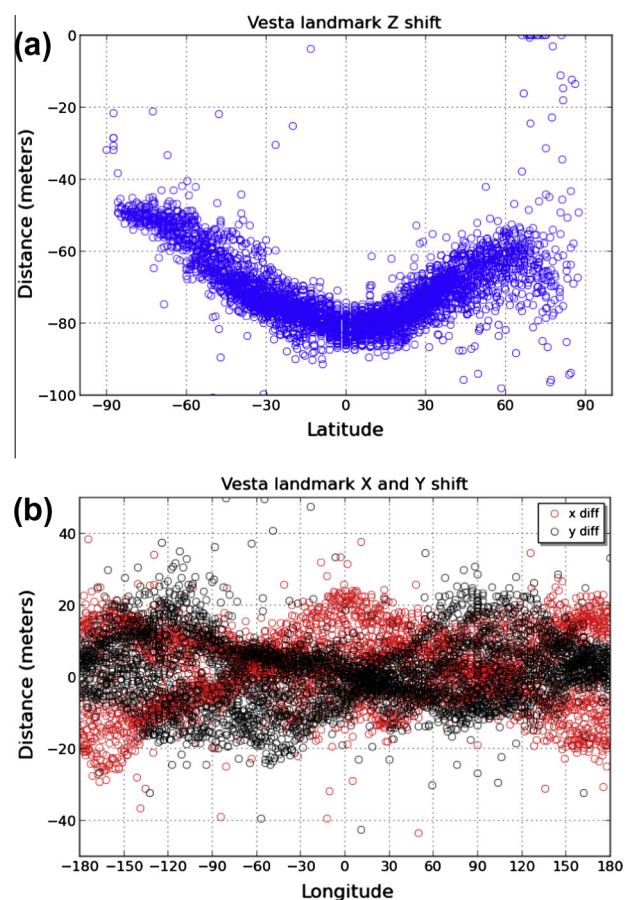 (a)
Vesta landmark Z shift
0
−20
−40
−60
−80
−100
Distance (meters)
−90 −60 −30 0 30 60 90
Latitude
(b)
Vesta landmark X and Y shift
x diff
y diff
40
20
0
−20
−40
−50
Distance (meters)
−180 −150 −120 −90 −60 −30 0 30 60 90 120 150 180
Longitude